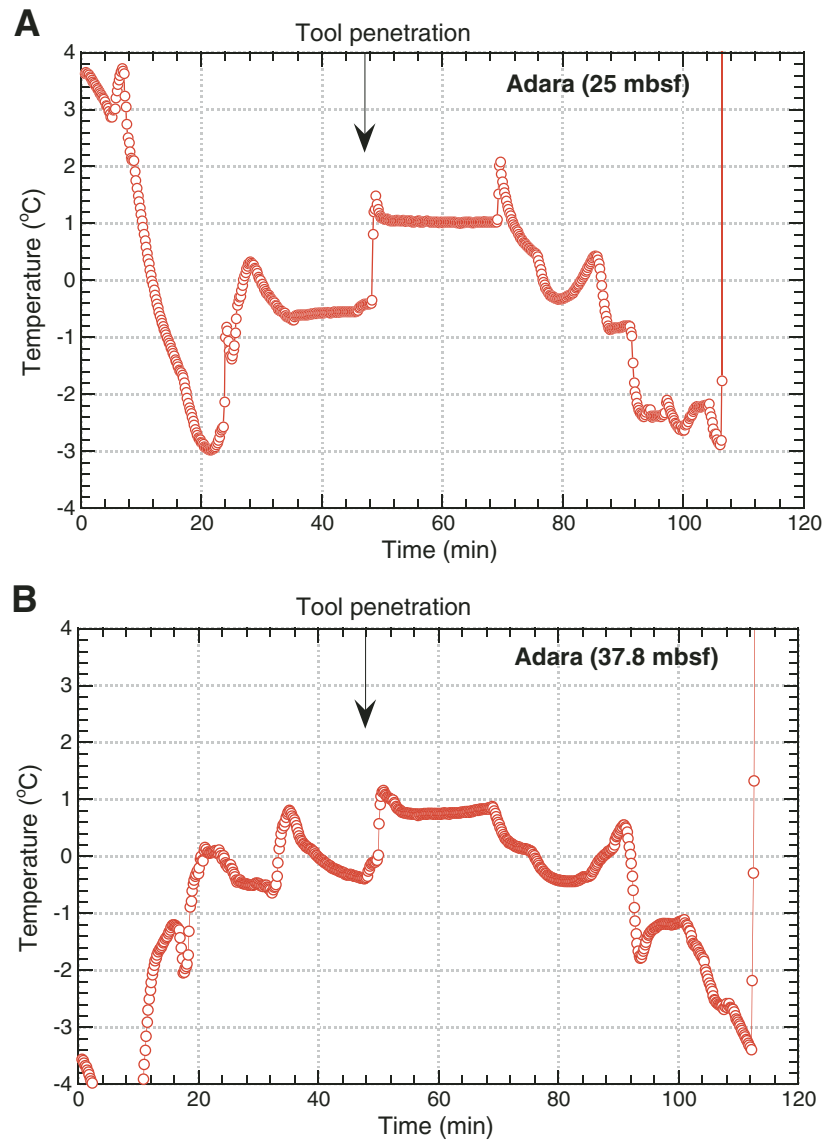 A
Tool penetration
Adara (25 mbsf)
4
3
2
1
0
-1
-2
-3
-4
Temperature (°C)
0 20 40 60 80 100 120
Time (min)
B
Tool penetration
Adara (37.8 mbsf)
4
3
2
1
0
-1
-2
-3
-4
Temperature (°C)
0 20 40 60 80 100 120
Time (min)